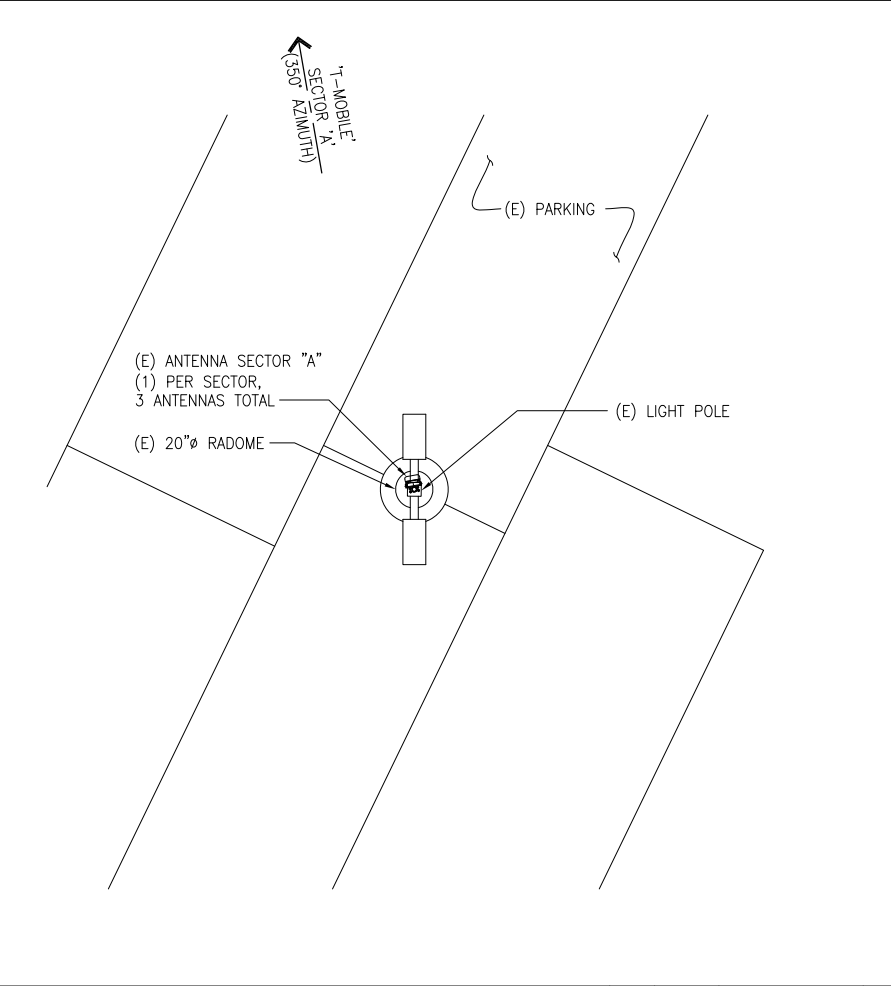 'T-MOBILE'
SECTOR 'A'
(350° AZIMUTH)
(E) PARKING
(E) ANTENNA SECTOR "A"
(1) PER SECTOR,
3 ANTENNAS TOTAL
(E) LIGHT POLE
(E) 20"ø RADOME